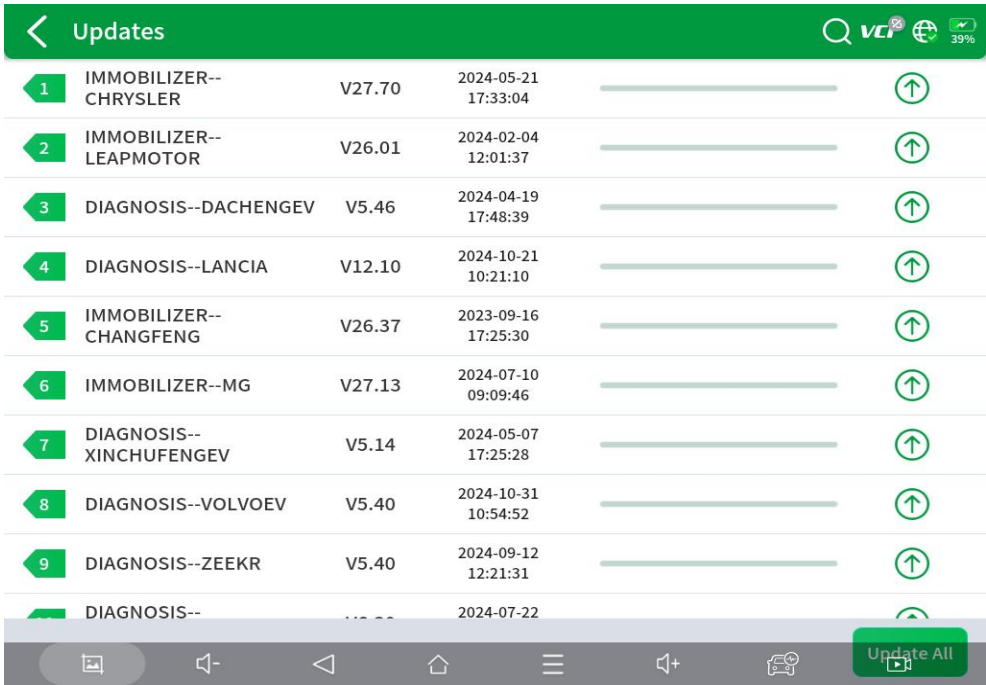 Updates
VCI
39%
1 IMMOBILIZER-- V27.70 2024-05-21
CHRYSLER 17:33:04
2 IMMOBILIZER-- V26.01 2024-02-04
LEAPMOTOR 12:01:37
3 DIAGNOSIS--DACHENGEV V5.46 2024-04-19
17:48:39
4 DIAGNOSIS--LANCIA V12.10 2024-10-21
10:21:10
5 IMMOBILIZER-- V26.37 2023-09-16
CHANGFENG 17:25:30
6 IMMOBILIZER--MG V27.13 2024-07-10
09:09:46
7 DIAGNOSIS-- V5.14 2024-05-07
XINCHUFENGEV 17:25:28
8 DIAGNOSIS--VOLVOEV V5.40 2024-10-31
10:54:52
9 DIAGNOSIS--ZEEKR V5.40 2024-09-12
12:21:31
DIAGNOSIS-- 2024-07-22
Update All